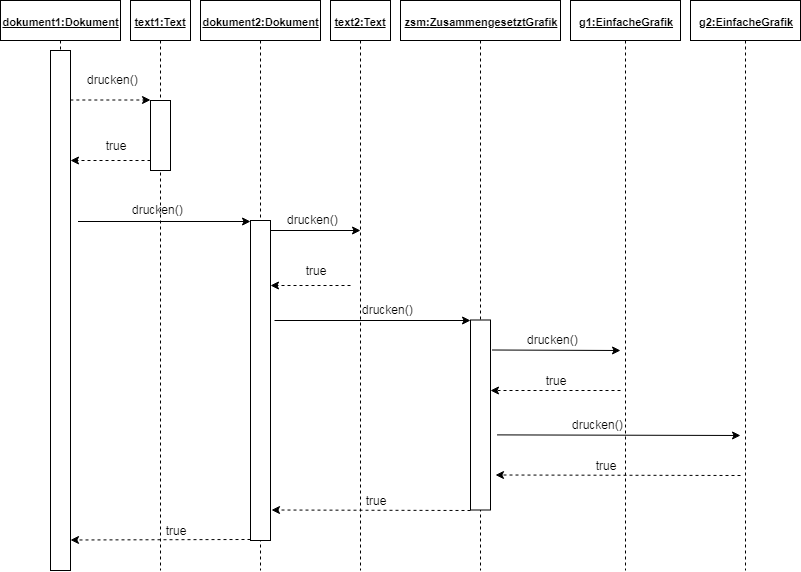 dokument1:Dokument
text1:Text
dokument2:Dokument
text2:Text
zsm:ZusammengesetztGrafik
g1:EinfacheGrafik
g2:EinfacheGrafik
drucken()
true
drucken()
drucken()
true
drucken()
drucken()
true
drucken()
true
true
true